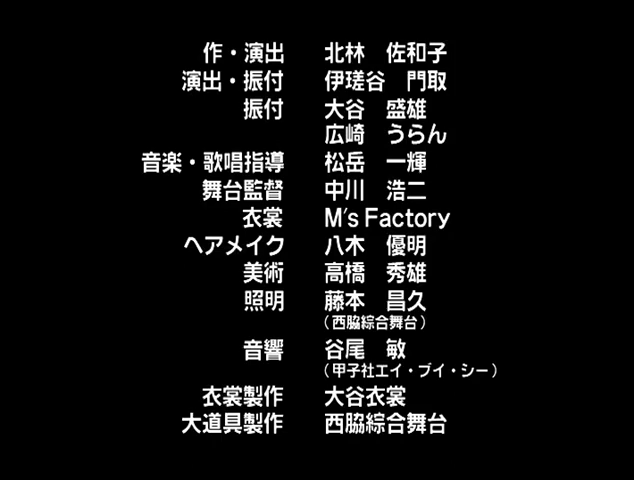 作・演出 北林 佐和子
演出・振付 伊瑳谷 門取
振付 大谷 盛雄
広崎 うらん
音楽・歌唱指導 松岳 一輝
舞台監督 中川 浩二
衣裳 M's Factory
ヘアメイク 八木 優明
美術 高橋 秀雄
照明 藤本 昌久
（西脇綜合舞台）
音響 谷尾 敏
（甲子社エイ・ブイ・シー）
衣裳製作 大谷衣裳
大道具製作 西脇綜合舞台